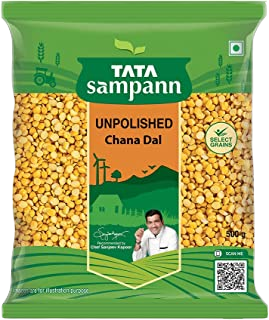 TATA
sampann
UNPOLISHED
Chana Dal
SELECT
GRAINS
Recommended by
Chef Sanjeev Kapoor
500 g
SCAN ME